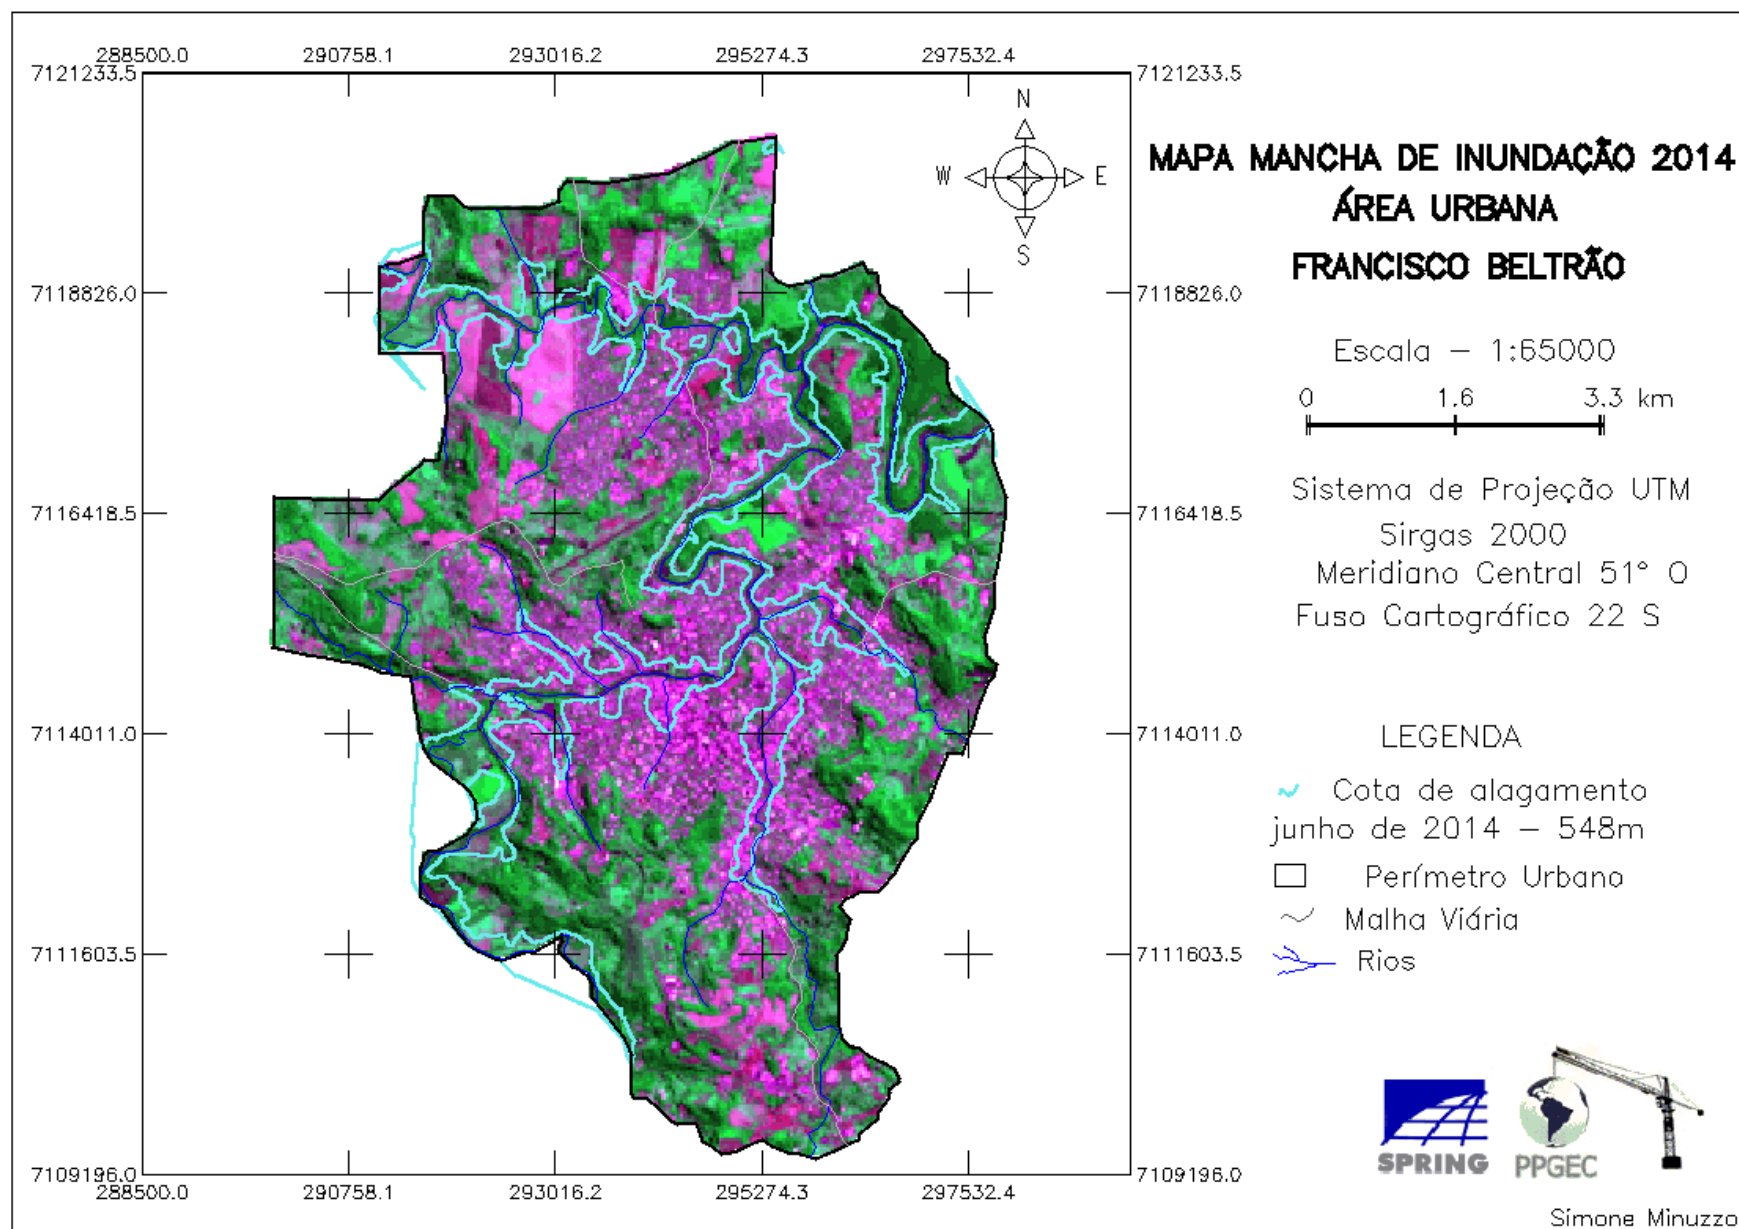 288500.0 290758.1 293016.2 295274.3 297532.4
7121233.5 7121233.5
N
W E
S
MAPA MANCHA DE INUNDAÇÃO 2014
ÁREA URBANA
FRANCISCO BELTRÃO
7118826.0 7118826.0
Escala - 1:65000
0 1.6 3.3 km
Sistema de Projeção UTM
7116418.5 7116418.5
Sirgas 2000
Meridiano Central 51° O
Fuso Cartográfico 22 S
7114011.0 7114011.0
LEGENDA
Cota de alagamento
junho de 2014 - 548m
Perímetro Urbano
Malha Viária
7111603.5 7111603.5
Rios
SPRING PPGEC
7109196.0 7109196.0
288500.0 290758.1 293016.2 295274.3 297532.4
Simone Minuzzo